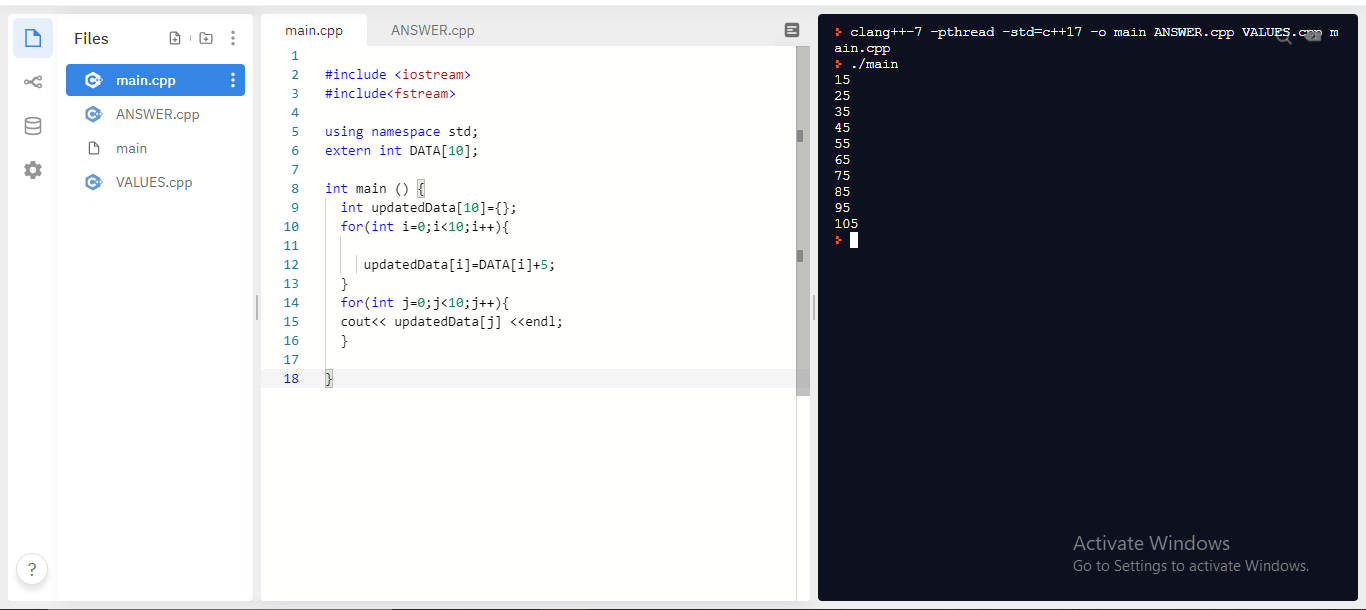 Files
main.cpp
ANSWER.cpp
main
VALUES.cpp
?
main.cpp ANSWER.cpp
1
2 #include <iostream>
3 #include<fstream>
4
5 using namespace std;
6 extern int DATA[10];
7
8 int main () {
9 int updatedData[10]={};
10 for(int i=0;i<10;i++){
11
12 updatedData[i]=DATA[i]+5;
13 }
14 for(int j=0;j<10;j++){
15 cout<< updatedData[j] <<endl;
16 }
17
18 }
clang++-7 -pthread -std=c++17 -o main ANSWER.cpp VALUES.cpp m
ain.cpp
./main
15
25
35
45
55
65
75
85
95
105
Activate Windows
Go to Settings to activate Windows.